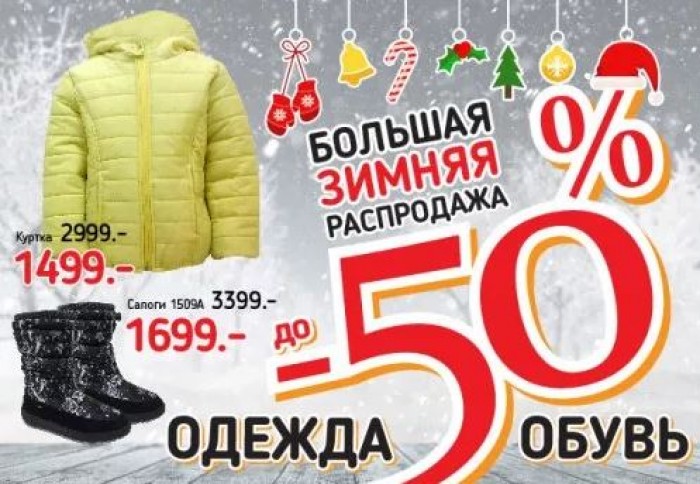 БОЛЬШАЯ
ЗИМНЯЯ
РАСПРОДАЖА
Куртка 2999.-
1499.-
Сапоги 1509А 3399.-
1699.-
до -50%
ОДЕЖДА ОБУВЬ